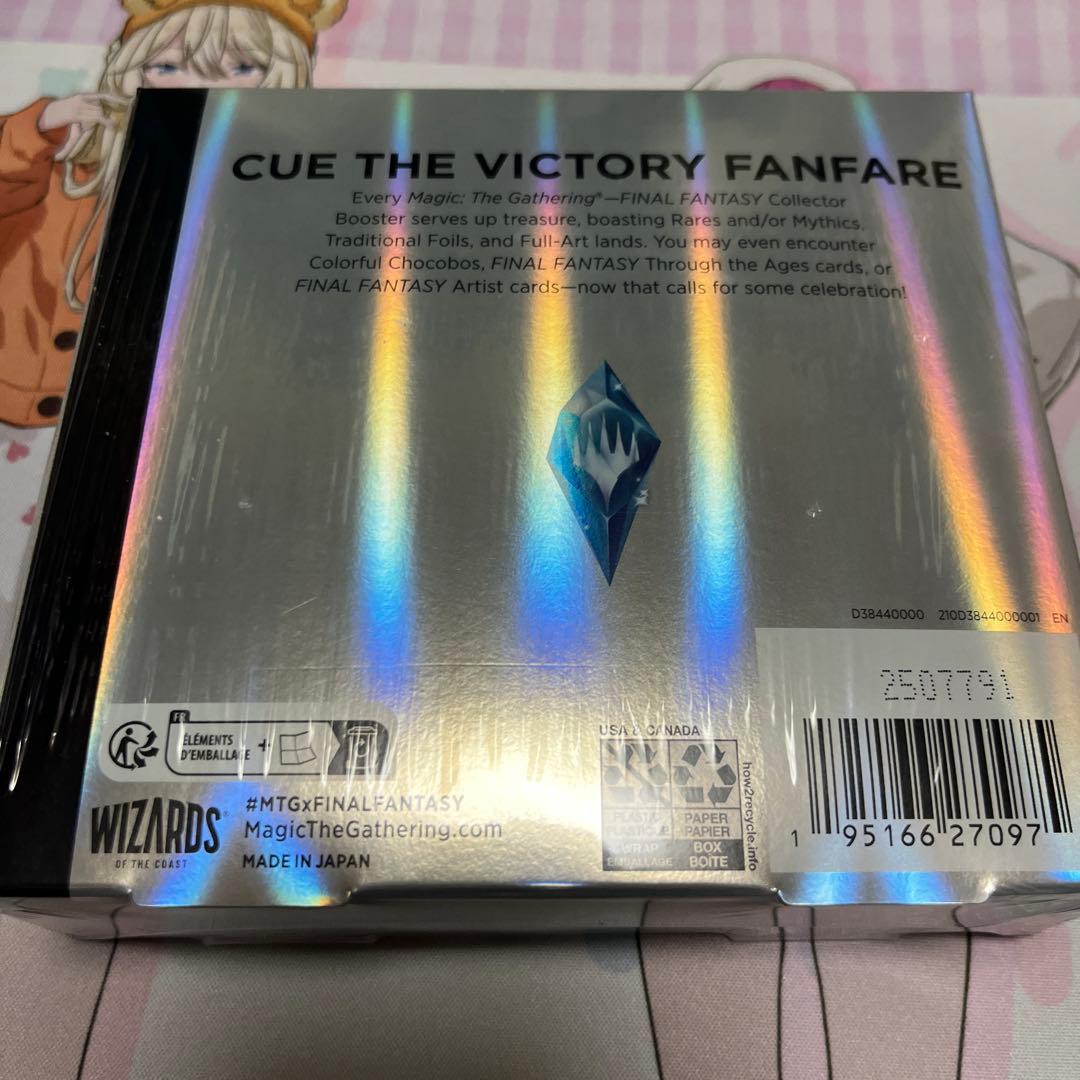 CUE THE VICTORY FANFARE
Every Magic: The Gathering®—FINAL FANTASY Collector
Booster serves up treasure, boasting Rares and/or Mythics,
Traditional Foils, and Full-Art lands. You may even encounter
Colorful Chocobos, FINAL FANTASY Through the Ages cards, or
FINAL FANTASY Artist cards—now that calls for some celebration!
D38440000 210D3844000001 EN
2507791
FR
ÉLÉMENTS
D'EMBALLAGE
+
USA & CANADA
PLASTIC
PLASTIQUE
WRAP
EMBALLAGE
PAPER
PAPIER
BOX
BOÎTE
how2recycle.info
1 95166 27097
WIZARDS®
OF THE COAST
#MTGxFINALFANTASY
MagicTheGathering.com
MADE IN JAPAN